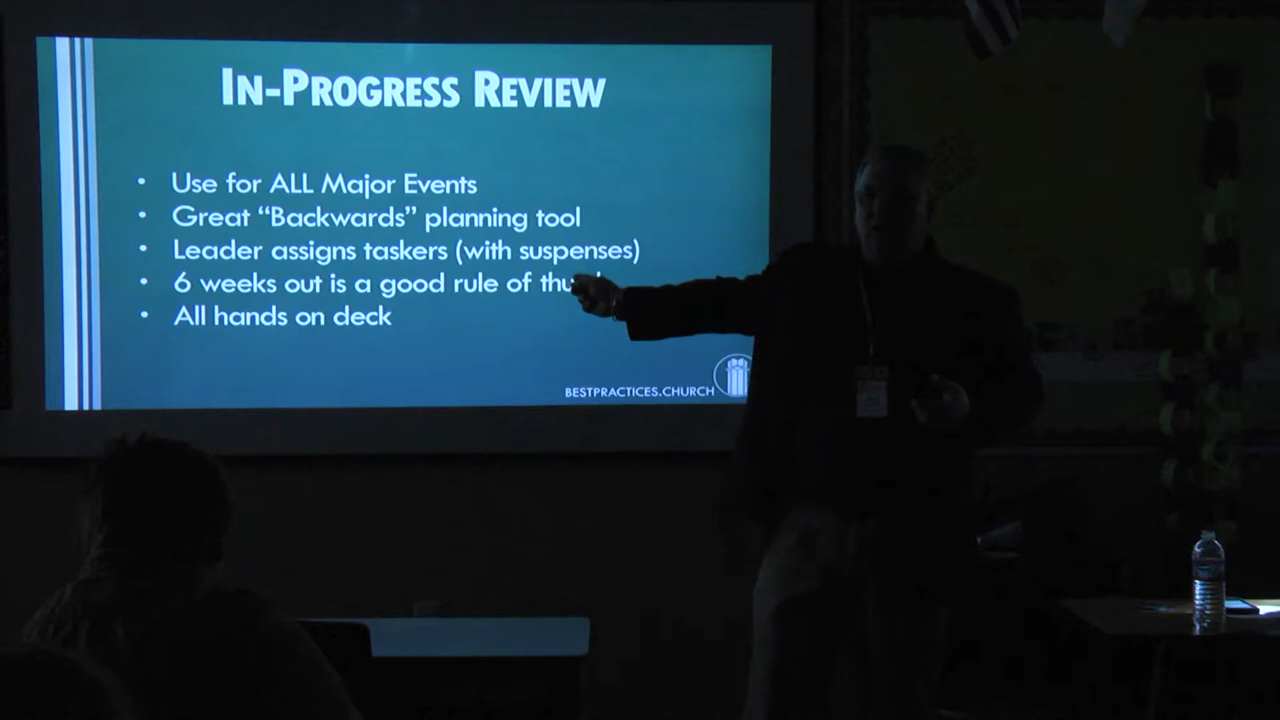 IN-PROGRESS REVIEW
• Use for ALL Major Events
• Great “Backwards” planning tool
• Leader assigns taskers (with suspenses)
• 6 weeks out is a good rule of
• All hands on deck
BESTPRACTICES.CHURCH